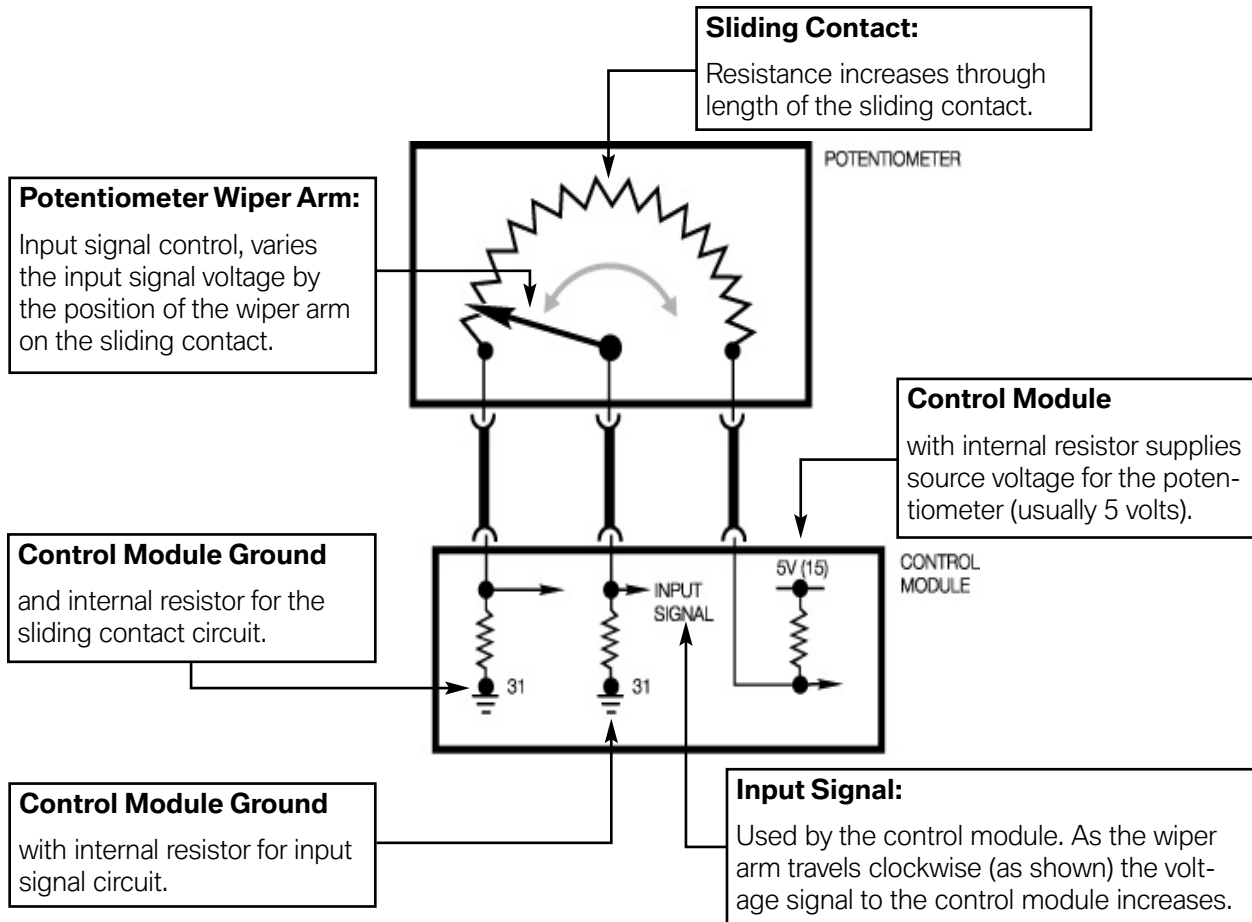 Sliding Contact:
Resistance increases through
length of the sliding contact.
POTENTIOMETER
Potentiometer Wiper Arm:
Input signal control, varies
the input signal voltage by
the position of the wiper arm
on the sliding contact.
Control Module
with internal resistor supplies
source voltage for the poten-
tiometer (usually 5 volts).
Control Module Ground
and internal resistor for the
sliding contact circuit.
5V (15)
CONTROL
MODULE
INPUT
SIGNAL
31
31
Control Module Ground
with internal resistor for input
signal circuit.
Input Signal:
Used by the control module. As the wiper
arm travels clockwise (as shown) the volt-
age signal to the control module increases.